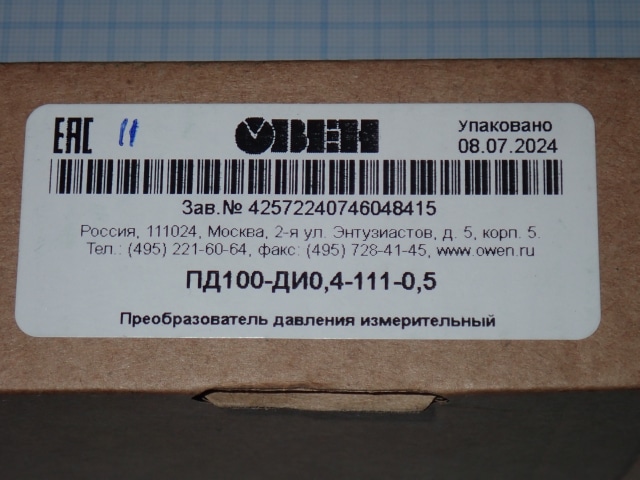 EAC
ОВЕН
Упаковано
08.07.2024
Зав.№ 42572240746048415
Россия, 111024, Москва, 2-я ул. Энтузиастов, д. 5, корп. 5.
Тел.: (495) 221-60-64, факс: (495) 728-41-45, www.owen.ru
ПД100-ДИ0,4-111-0,5
Преобразователь давления измерительный